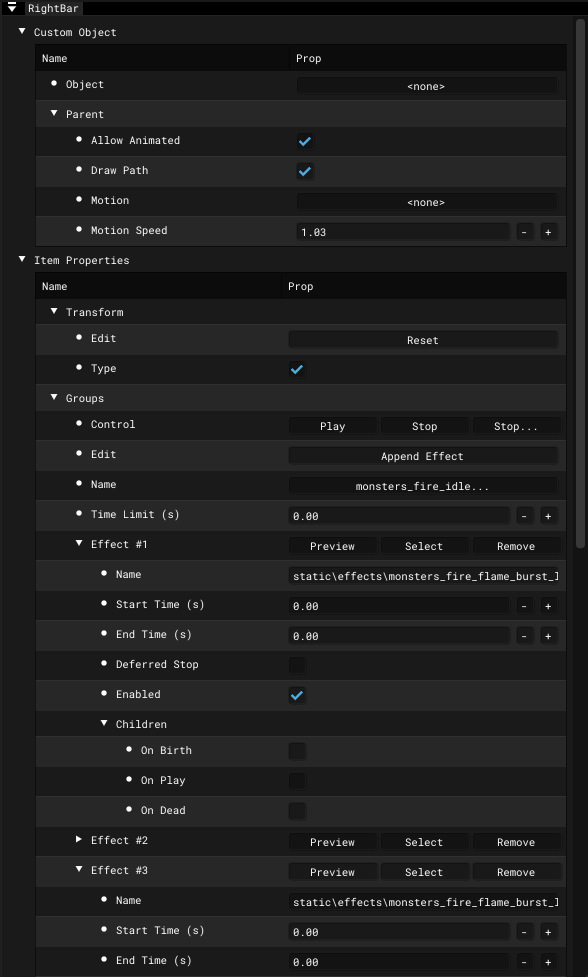 RightBar
Custom Object
Name Prop
Object <none>
Parent
Allow Animated
Draw Path
Motion <none>
Motion Speed 1.03 - +
Item Properties
Name Prop
Transform
Edit Reset
Type
Groups
Control Play Stop Stop...
Edit Append Effect
Name monsters_fire_idle...
Time Limit (s) 0.00 - +
Effect #1 Preview Select Remove
Name static\effects\monsters_fire_flame_burst_l
Start Time (s) 0.00 - +
End Time (s) 0.00 - +
Deferred Stop
Enabled
Children
On Birth
On Play
On Dead
Effect #2 Preview Select Remove
Effect #3 Preview Select Remove
Name static\effects\monsters_fire_flame_burst_l
Start Time (s) 0.00 - +
End Time (s) 0.00 - +